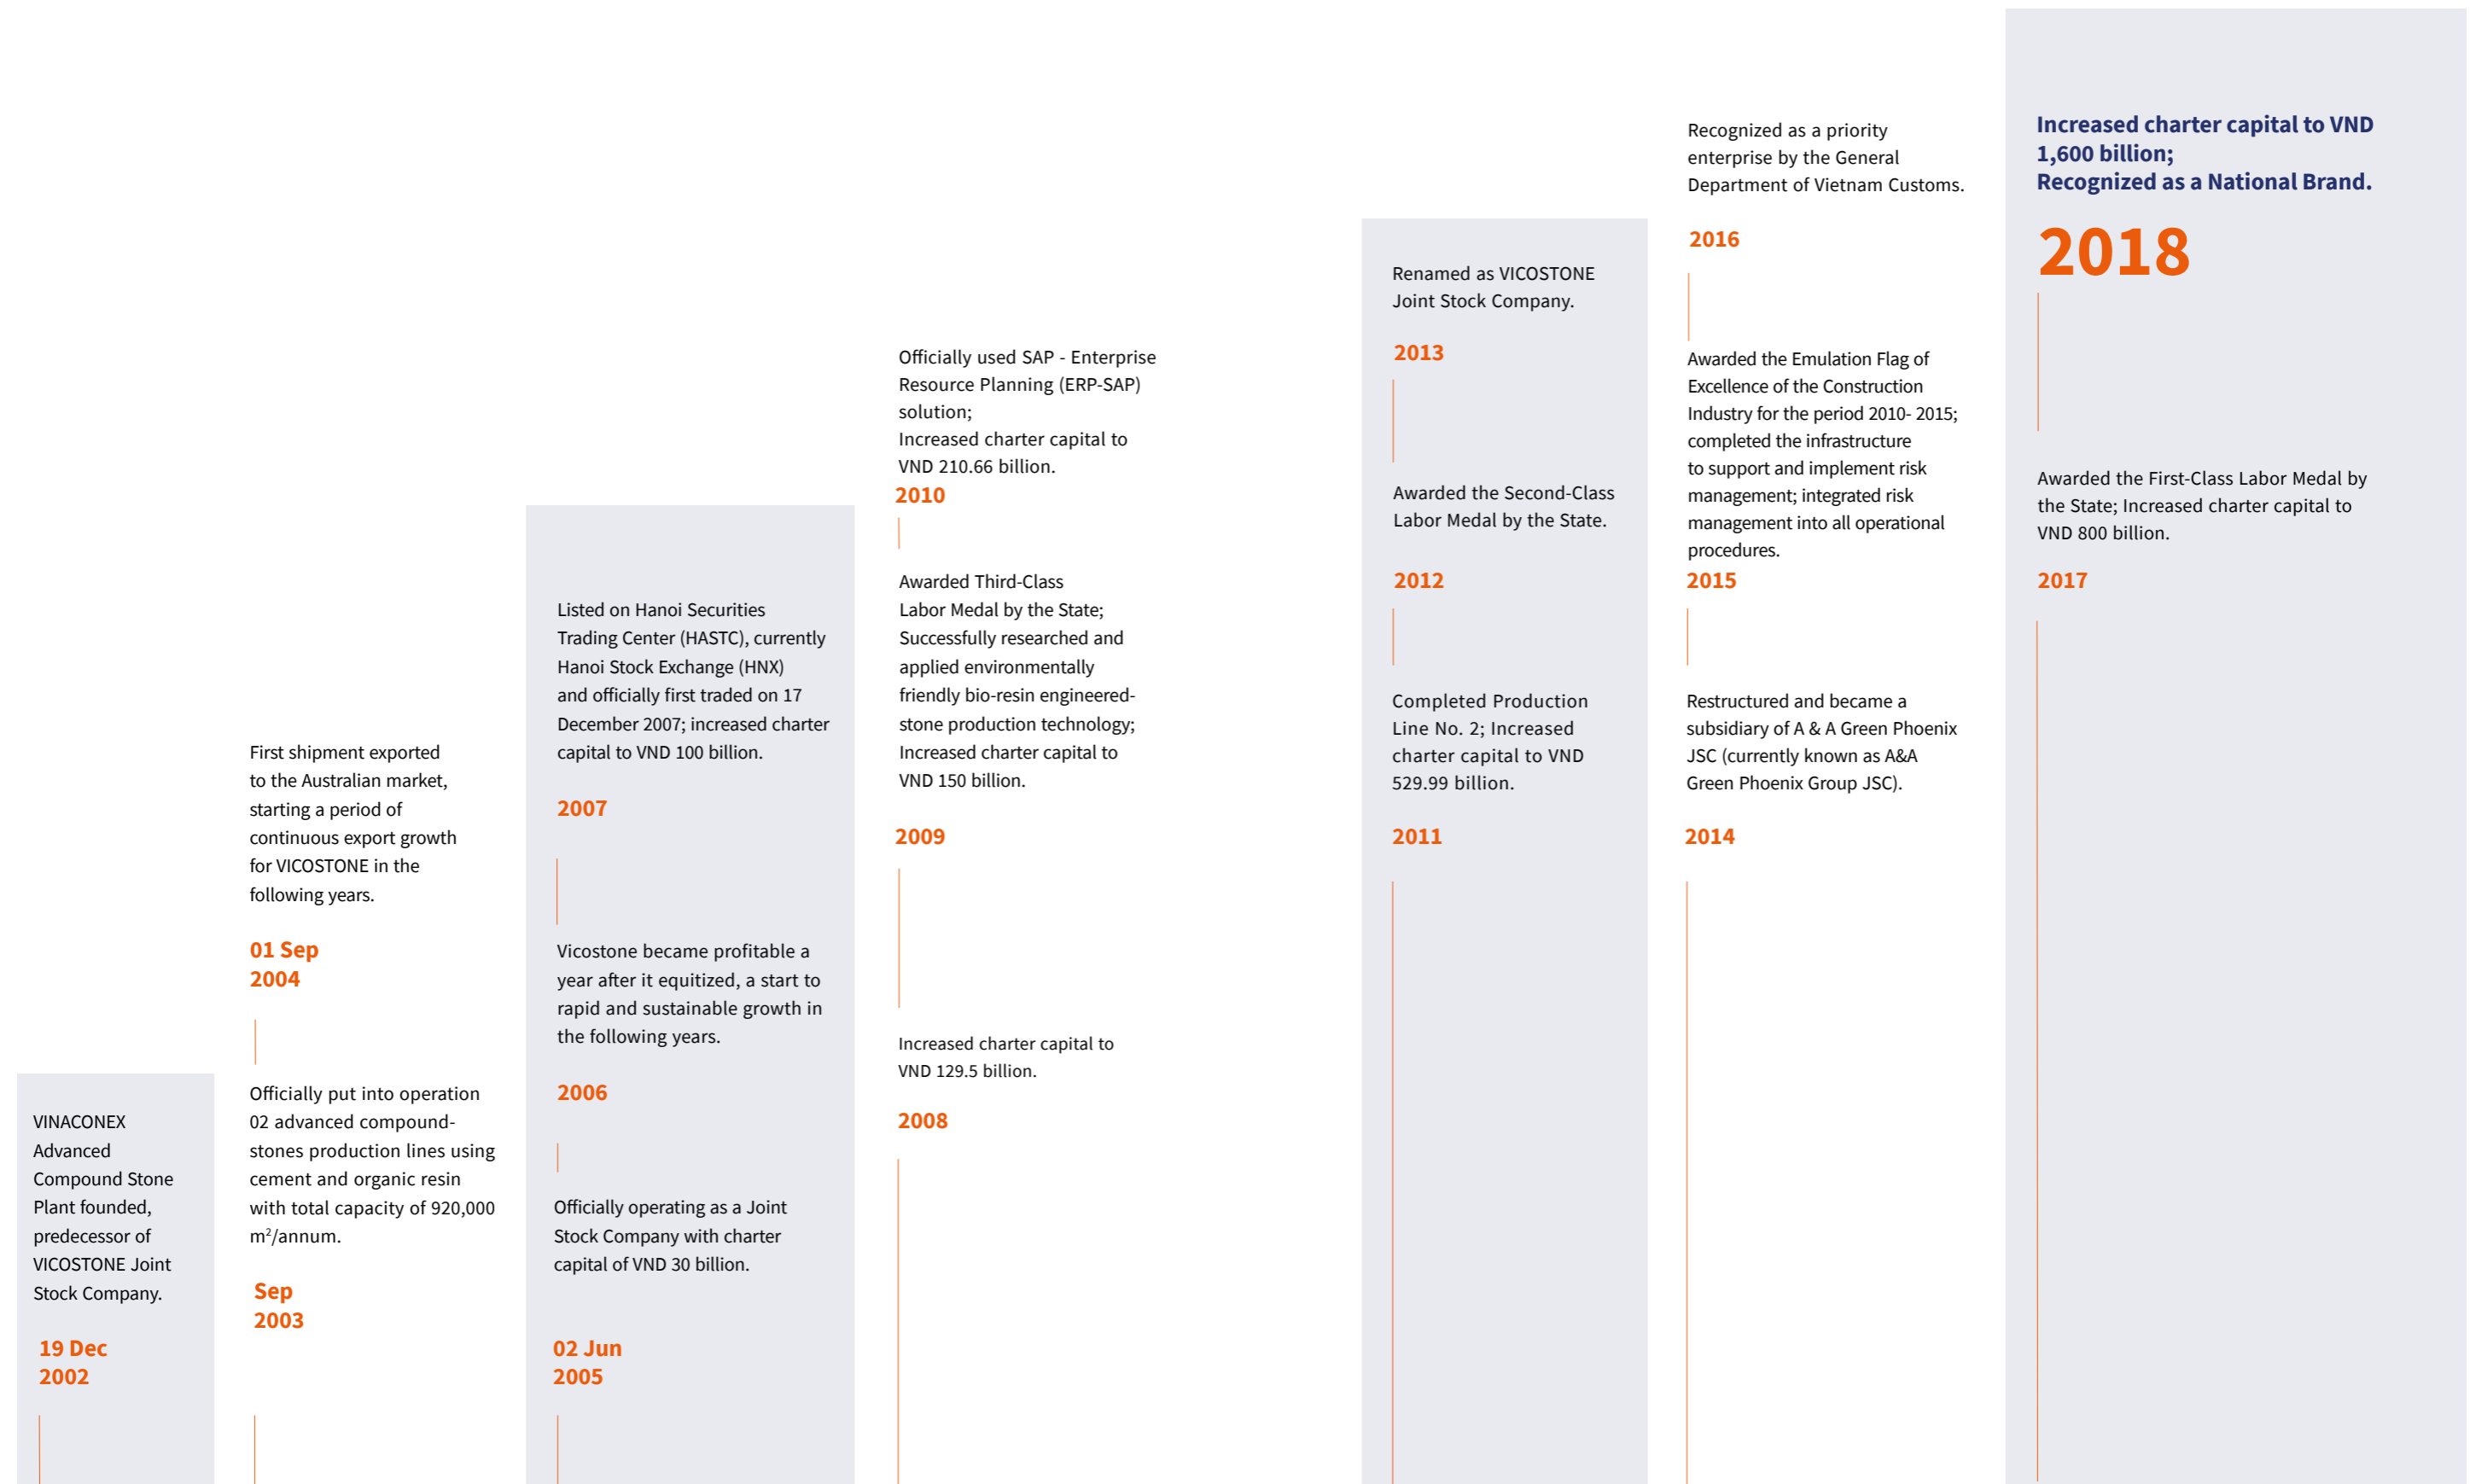 VINACONEX
Advanced
Compound Stone
Plant founded,
predecessor of
VICOSTONE Joint
Stock Company.
19 Dec
2002
First shipment exported
to the Australian market,
starting a period of
continuous export growth
for VICOSTONE in the
following years.
01 Sep
2004
Officially put into operation
02 advanced compound-
stones production lines using
cement and organic resin
with total capacity of 920,000
m²/annum.
Sep
2003
Listed on Hanoi Securities
Trading Center (HASTC), currently
Hanoi Stock Exchange (HNX)
and officially first traded on 17
December 2007; increased charter
capital to VND 100 billion.
2007
Vicostone became profitable a
year after it equitized, a start to
rapid and sustainable growth in
the following years.
2006
Officially operating as a Joint
Stock Company with charter
capital of VND 30 billion.
02 Jun
2005
Officially used SAP - Enterprise
Resource Planning (ERP-SAP)
solution;
Increased charter capital to
VND 210.66 billion.
2010
Awarded Third-Class
Labor Medal by the State;
Successfully researched and
applied environmentally
friendly bio-resin engineered-
stone production technology;
Increased charter capital to
VND 150 billion.
2009
Increased charter capital to
VND 129.5 billion.
2008
Renamed as VICOSTONE
Joint Stock Company.
2013
Awarded the Second-Class
Labor Medal by the State.
2012
Completed Production
Line No. 2; Increased
charter capital to VND
529.99 billion.
2011
Recognized as a priority
enterprise by the General
Department of Vietnam Customs.
2016
Awarded the Emulation Flag of
Excellence of the Construction
Industry for the period 2010- 2015;
completed the infrastructure
to support and implement risk
management; integrated risk
management into all operational
procedures.
2015
Restructured and became a
subsidiary of A & A Green Phoenix
JSC (currently known as A&A
Green Phoenix Group JSC).
2014
Increased charter capital to VND
1,600 billion;
Recognized as a National Brand.
2018
Awarded the First-Class Labor Medal by
the State; Increased charter capital to
VND 800 billion.
2017